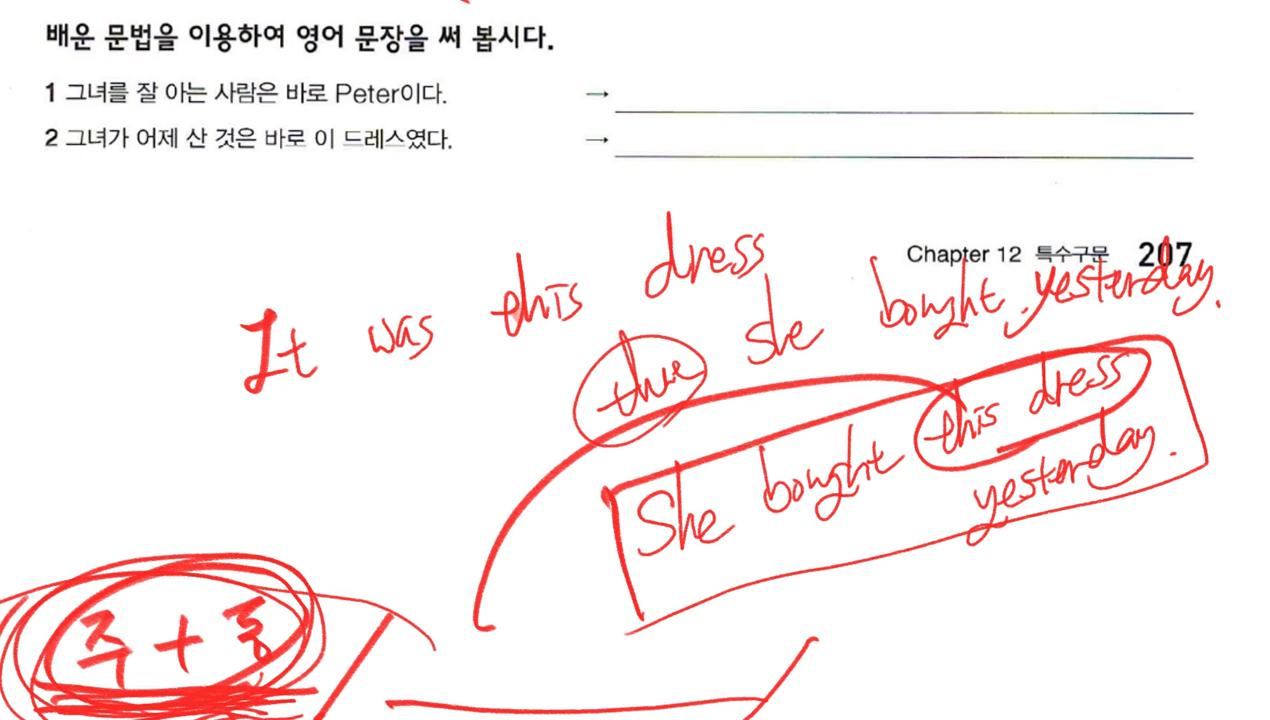 배운 문법을 이용하여 영어 문장을 써 봅시다.
1 그녀를 잘 아는 사람은 바로 Peter이다. →
2 그녀가 어제 산 것은 바로 이 드레스였다. →
Chapter 12 특수구문 207
It was this dress
she bought yesterday.
She bought this dress
yesterday.
주 + 동